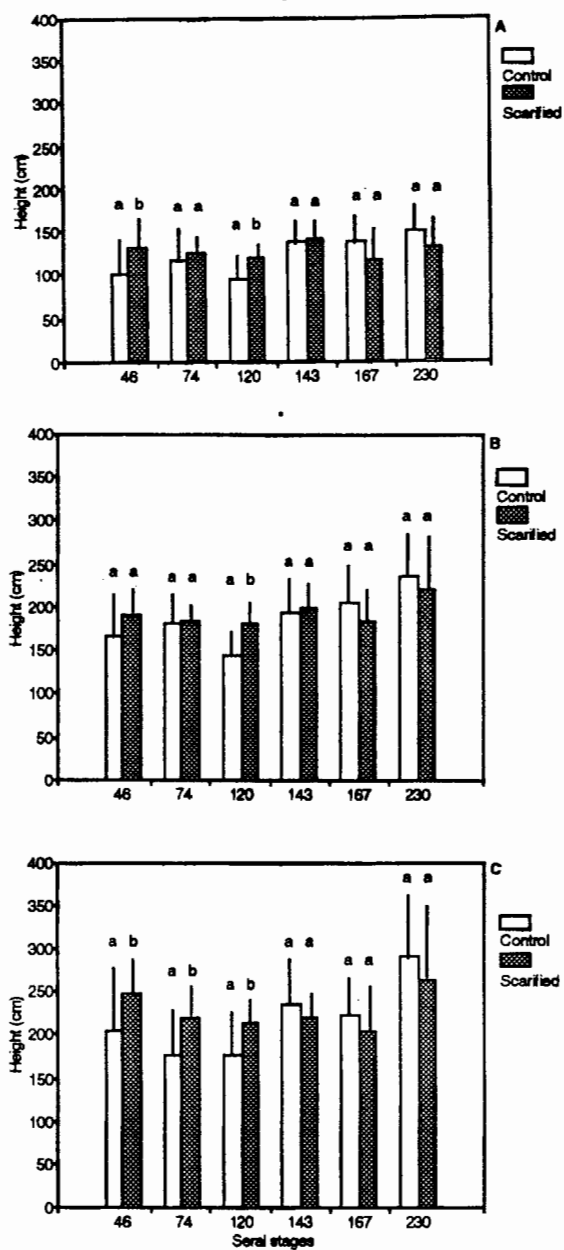 400
A
350
Control
300
Scarified
250
Height (cm)
200
a b a a a b a a a a a a
150
100
50
0
46 74 120 143 167 230
400
B
350
Control
300
Scarified
250
Height (cm)
a a a a a b a a a a a a
200
150
100
50
0
46 74 120 143 167 230
400
C
350
Control
300
Scarified
250
Height (cm)
a b a b a b a a a a a a
200
150
100
50
0
46 74 120 143 167 230
Seral stages